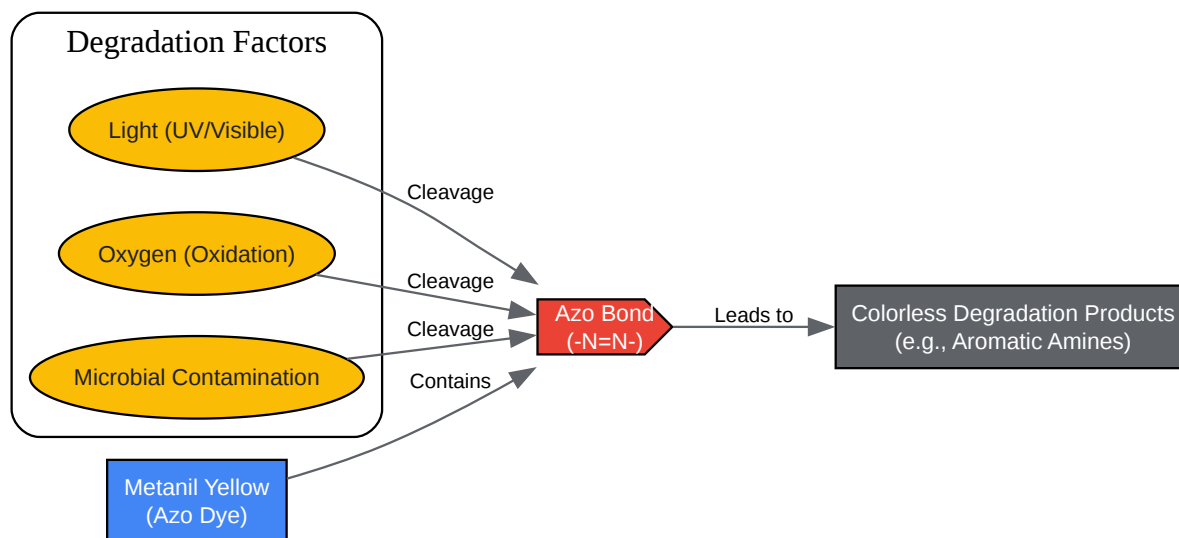 Degradation Factors
Light (UV/Visible)
Cleavage
Oxygen (Oxidation)
Cleavage
Azo Bond
(-N=N-)
Leads to
Colorless Degradation Products
(e.g., Aromatic Amines)
Cleavage
Microbial Contamination
Contains
Metanil Yellow
(Azo Dye)